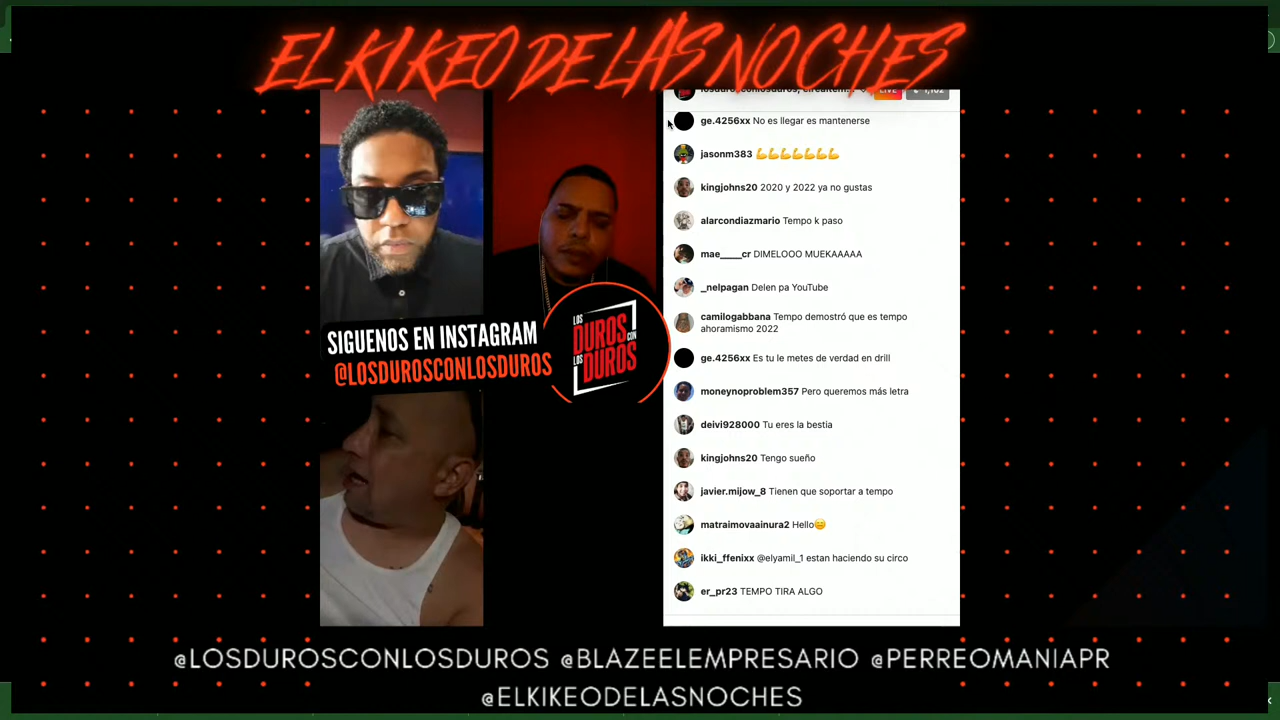 EL KIKEO DE LAS NOCHES
LIVE
1,102
ge.4256xx No es llegar es mantenerse
jasonm383 💪💪💪💪💪💪💪
kingjohns20 2020 y 2022 ya no gustas
alarcondiazmario Tempo k paso
mae_____cr DIMELOOO MUEKAAAAA
_nelpagan Delen pa YouTube
camilogabbana Tempo demostró que es tempo
ahoramismo 2022
ge.4256xx Es tu le metes de verdad en drill
moneynoproblem357 Pero queremos más letra
deivi928000 Tu eres la bestia
kingjohns20 Tengo sueño
javier.mijow_8 Tienen que soportar a tempo
matraimovaainura2 Hello😊
ikki_ffenixx @elyamil_1 estan haciendo su circo
er_pr23 TEMPO TIRA ALGO
SIGUENOS EN INSTAGRAM
@LOSDUROSCONLOSDUROS
LOS
DUROS
CON
LOS
DUROS
@LOSDUROSCONLOSDUROS @BLAZEELEMPRESARIO @PERREOMANIAPR
@ELKIKEODELASNOCHES